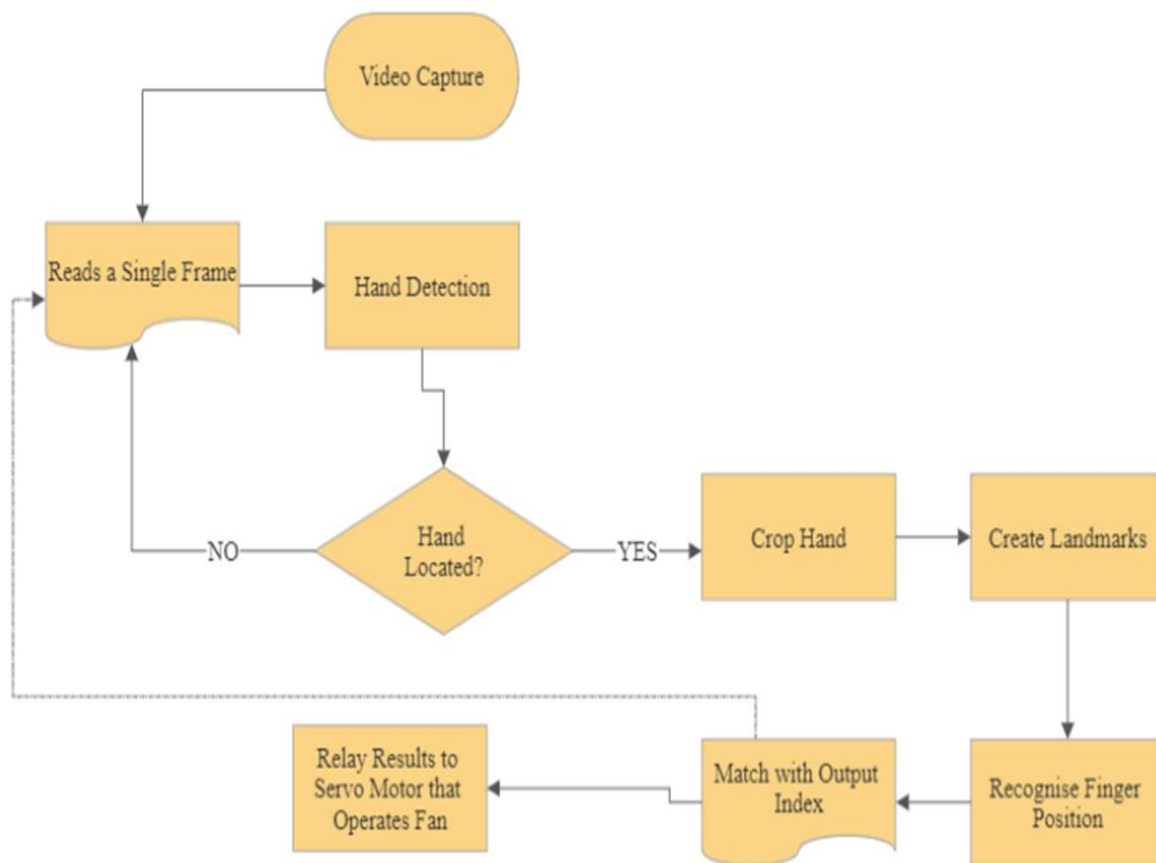 Video Capture
Reads a Single Frame
Hand Detection
Hand
Located?
NO
YES
Crop Hand
Create Landmarks
Relay Results to
Servo Motor that
Operates Fan
Match with Output
Index
Recognise Finger
Position